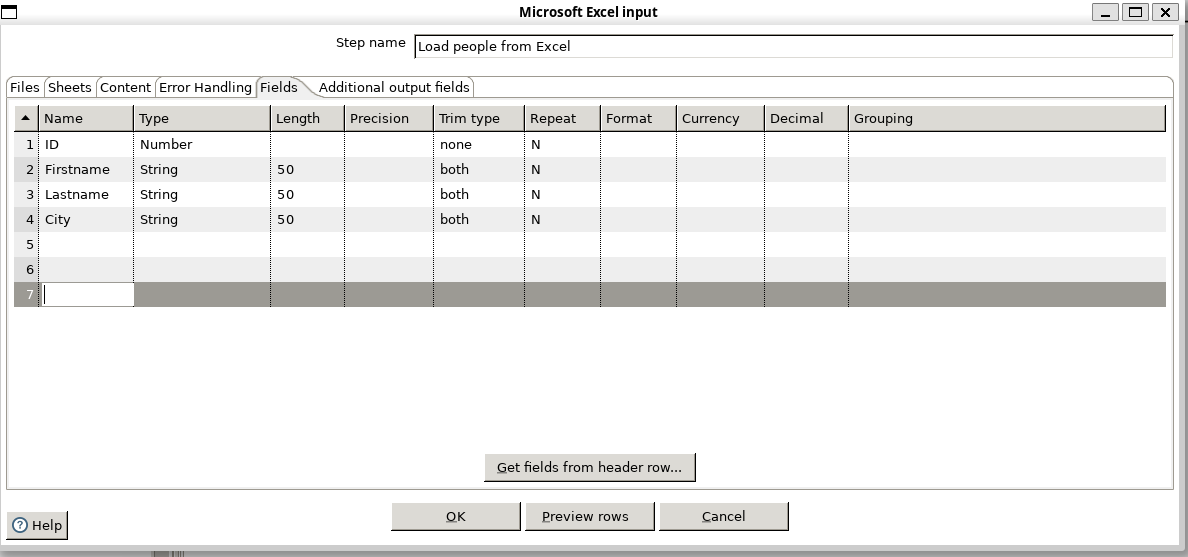 Microsoft Excel input
Step name Load people from Excel
Files Sheets Content Error Handling Fields Additional output fields
Name Type Length Precision Trim type Repeat Format Currency Decimal Grouping
1 ID Number none N
2 Firstname String 50 both N
3 Lastname String 50 both N
4 City String 50 both N
5
6
7
Get fields from header row...
? Help OK Preview rows Cancel